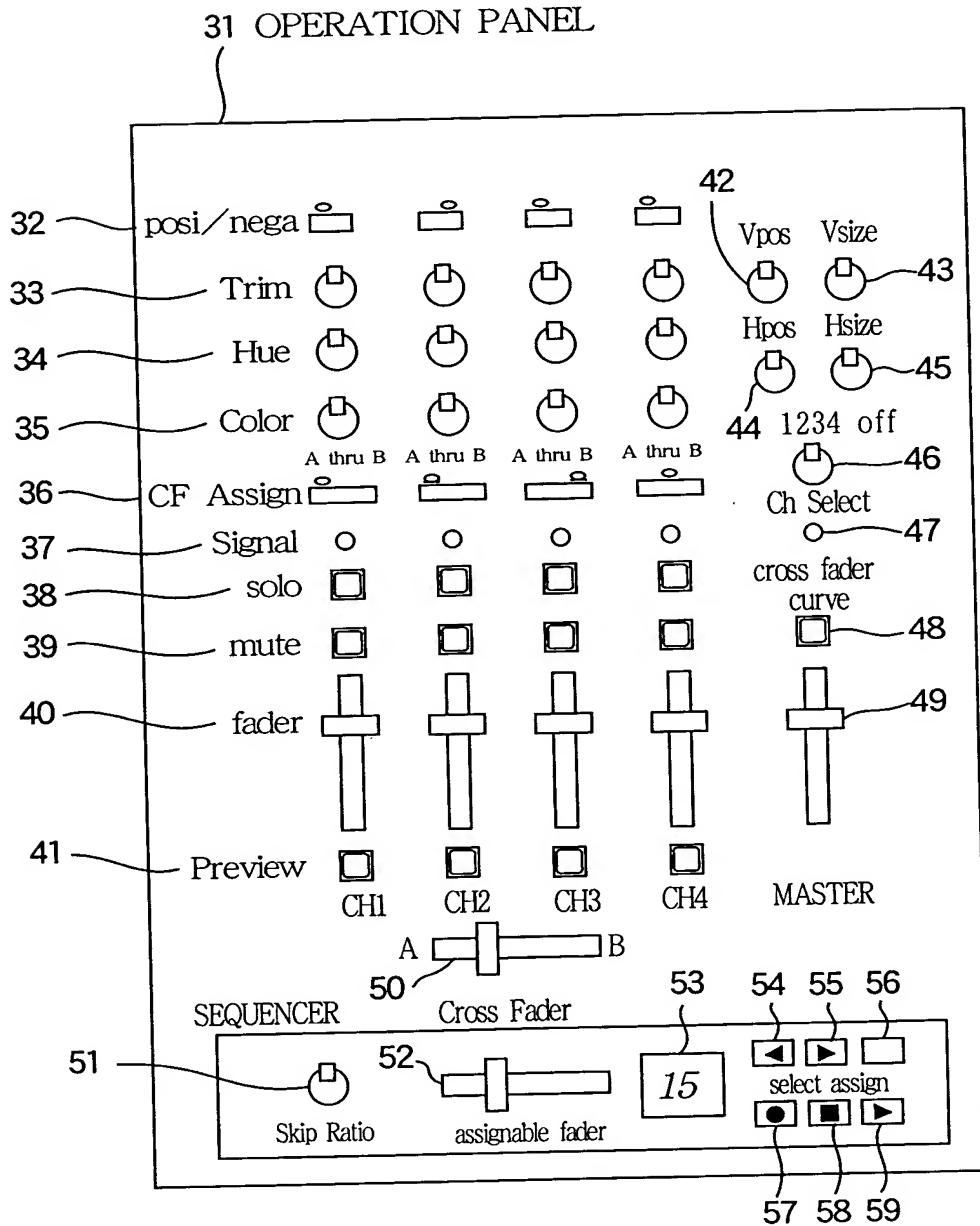 31 OPERATION PANEL
42
32 posi/nega
Vpos Vsize
33 Trim
43
Hpos Hsize
34 Hue
45
35 Color
44 1234 off
A thru B A thru B A thru B A thru B
46
36 CF Assign
Ch Select
37 Signal
47
38 solo
cross fader
curve
39 mute
48
40 fader
49
41 Preview
CH1 CH2 CH3 CH4 MASTER
A B
50
53 54 55 56
SEQUENCER Cross Fader
51 52
15
select assign
Skip Ratio assignable fader
57 58 59